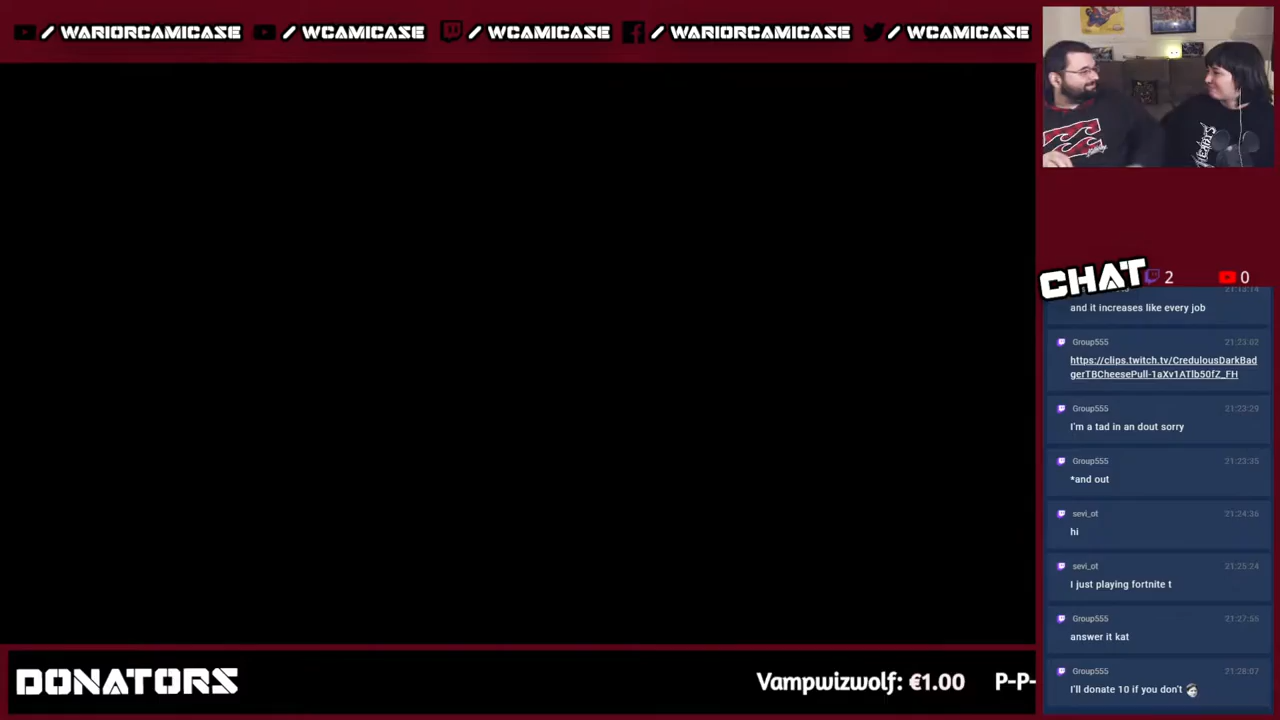 / WARIORCAMICASE / WCAMICASE / WCAMICASE / WARIORCAMICASE / WCAMICASE
CHAT 2 0
and it increases like every job
Group555 21:23:02
https://clips.twitch.tv/CredulousDarkBad
gerTBCheesePull-1aXv1ATlb50fZ_FH
Group555 21:23:29
I'm a tad in an dout sorry
Group555 21:23:35
*and out
sevi_ot 21:24:36
hi
sevi_ot 21:25:24
I just playing fortnite t
Group555 21:27:55
answer it kat
Group555 21:28:07
I'll donate 10 if you don't
DONATORS Vampwizwolf: €1.00 P-P-